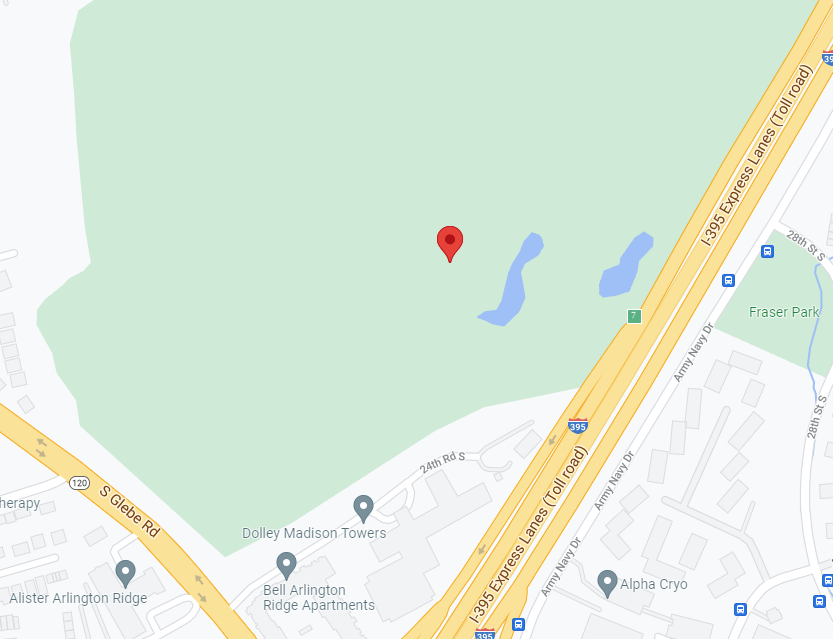 39
I-395 Express Lanes (Toll road)
28th St S
Fraser Park
7
Army Navy Dr
28th St S
395
24th Rd S
120
S Glebe Rd
herapy
Dolley Madison Towers
Army Navy Dr
I-395 Express Lanes (Toll road)
Army Navy Dr
Alister Arlington Ridge
Bell Arlington
Ridge Apartments
Alpha Cryo
395